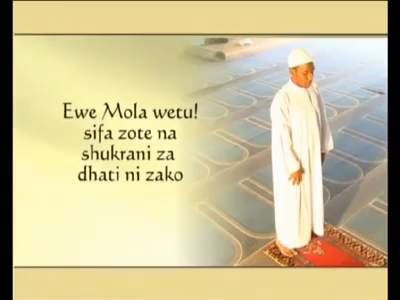 Ewe Mola wetu!
sifa zote na
shukrani za
dhati ni zako